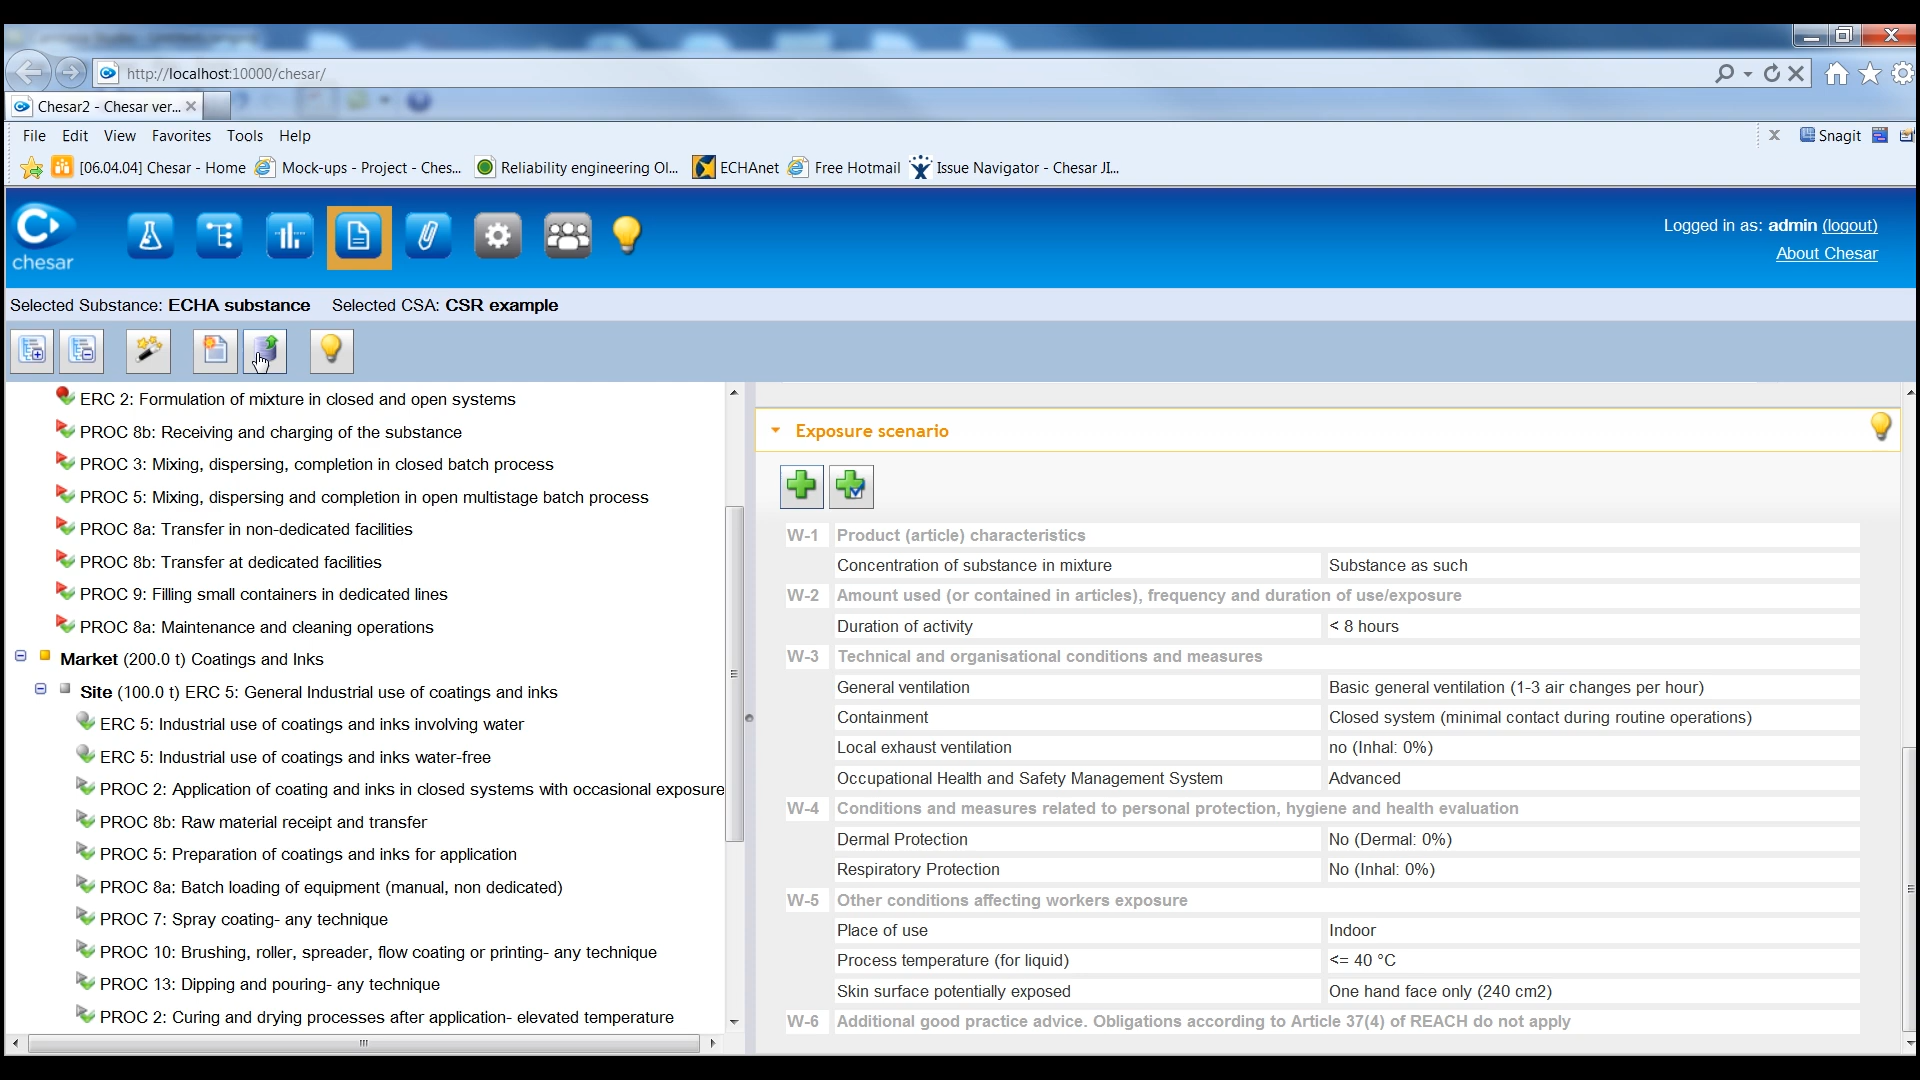 http://localhost:10000/chesar/
Chesar2 - Chesar ver...
File Edit View Favorites Tools Help
Snagit
[06.04.04] Chesar - Home Mock-ups - Project - Ches... Reliability engineering Ol... ECHAnet Free Hotmail Issue Navigator - Chesar JI...
chesar
Logged in as: admin (logout)
About Chesar
Selected Substance: ECHA substance Selected CSA: CSR example
ERC 2: Formulation of mixture in closed and open systems
PROC 8b: Receiving and charging of the substance
PROC 3: Mixing, dispersing, completion in closed batch process
PROC 5: Mixing, dispersing and completion in open multistage batch process
PROC 8a: Transfer in non-dedicated facilities
PROC 8b: Transfer at dedicated facilities
PROC 9: Filling small containers in dedicated lines
PROC 8a: Maintenance and cleaning operations
Market (200.0 t) Coatings and Inks
Site (100.0 t) ERC 5: General Industrial use of coatings and inks
ERC 5: Industrial use of coatings and inks involving water
ERC 5: Industrial use of coatings and inks water-free
PROC 2: Application of coating and inks in closed systems with occasional exposure
PROC 8b: Raw material receipt and transfer
PROC 5: Preparation of coatings and inks for application
PROC 8a: Batch loading of equipment (manual, non dedicated)
PROC 7: Spray coating- any technique
PROC 10: Brushing, roller, spreader, flow coating or printing- any technique
PROC 13: Dipping and pouring- any technique
PROC 2: Curing and drying processes after application- elevated temperature
Exposure scenario
W-1 Product (article) characteristics
Concentration of substance in mixture Substance as such
W-2 Amount used (or contained in articles), frequency and duration of use/exposure
Duration of activity < 8 hours
W-3 Technical and organisational conditions and measures
General ventilation Basic general ventilation (1-3 air changes per hour)
Containment Closed system (minimal contact during routine operations)
Local exhaust ventilation no (Inhal: 0%)
Occupational Health and Safety Management System Advanced
W-4 Conditions and measures related to personal protection, hygiene and health evaluation
Dermal Protection No (Dermal: 0%)
Respiratory Protection No (Inhal: 0%)
W-5 Other conditions affecting workers exposure
Place of use Indoor
Process temperature (for liquid) <= 40 °C
Skin surface potentially exposed One hand face only (240 cm2)
W-6 Additional good practice advice. Obligations according to Article 37(4) of REACH do not apply